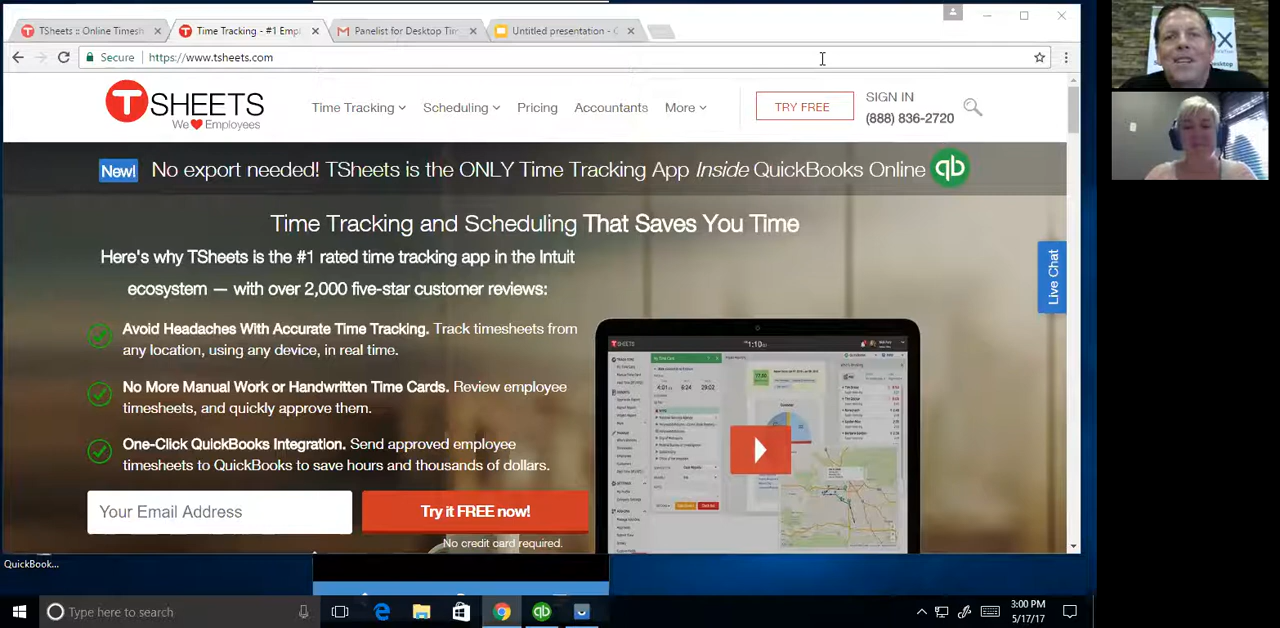 TSheets :: Online Timesh
Time Tracking - #1 Empl
Panelist for Desktop Tim
Untitled presentation - G
Secure
https://www.tsheets.com
TSHEETS
We Employees
Time Tracking
Scheduling
Pricing
Accountants
More
TRY FREE
SIGN IN
(888) 836-2720
New!
No export needed! TSheets is the ONLY Time Tracking App Inside QuickBooks Online
qb
Time Tracking and Scheduling That Saves You Time
Here's why TSheets is the #1 rated time tracking app in the Intuit
ecosystem — with over 2,000 five-star customer reviews:
Avoid Headaches With Accurate Time Tracking. Track timesheets from
any location, using any device, in real time.
No More Manual Work or Handwritten Time Cards. Review employee
timesheets, and quickly approve them.
One-Click QuickBooks Integration. Send approved employee
timesheets to QuickBooks to save hours and thousands of dollars.
Your Email Address
Try it FREE now!
No credit card required.
Live Chat
TSHEETS
1:10
QuickBook...
Type here to search
3:00 PM
5/17/17